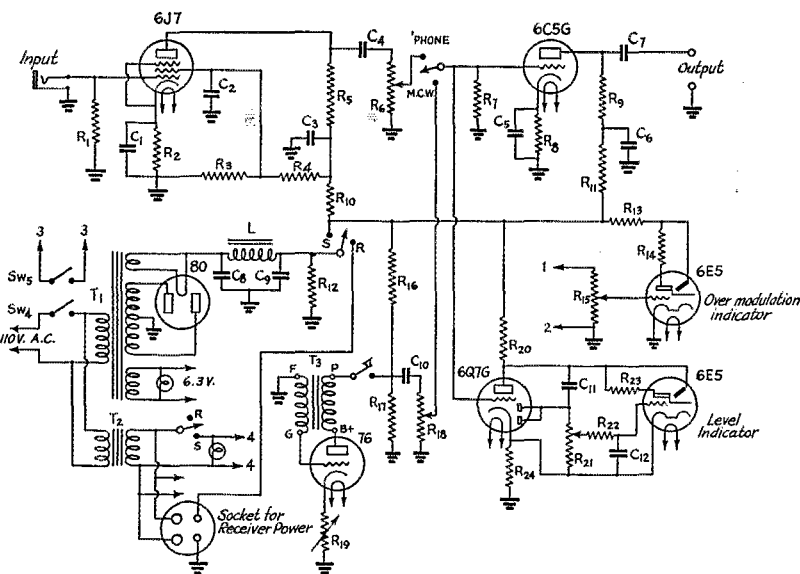 6J7
6C5G
Input
C4
'PHONE
C7
Output
C2
R5
R6
M.C.W.
R7
R9
R1
C1
R2
C3
C5
R8
C6
R3
R4
R11
R10
R13
3
3
L
S
R
R14
6E5
Sw5
80
C8
C9
R12
R16
1
R15
2
Over modulation
indicator
Sw4
T1
110V. A.C.
R20
6.3V.
T3
F
P
C10
6Q7G
C11
R23
6E5
T2
R
S
4
4
G
B+
76
R17
R18
R22
Level
Indicator
R21
C12
R24
Socket for
Receiver Power
R19